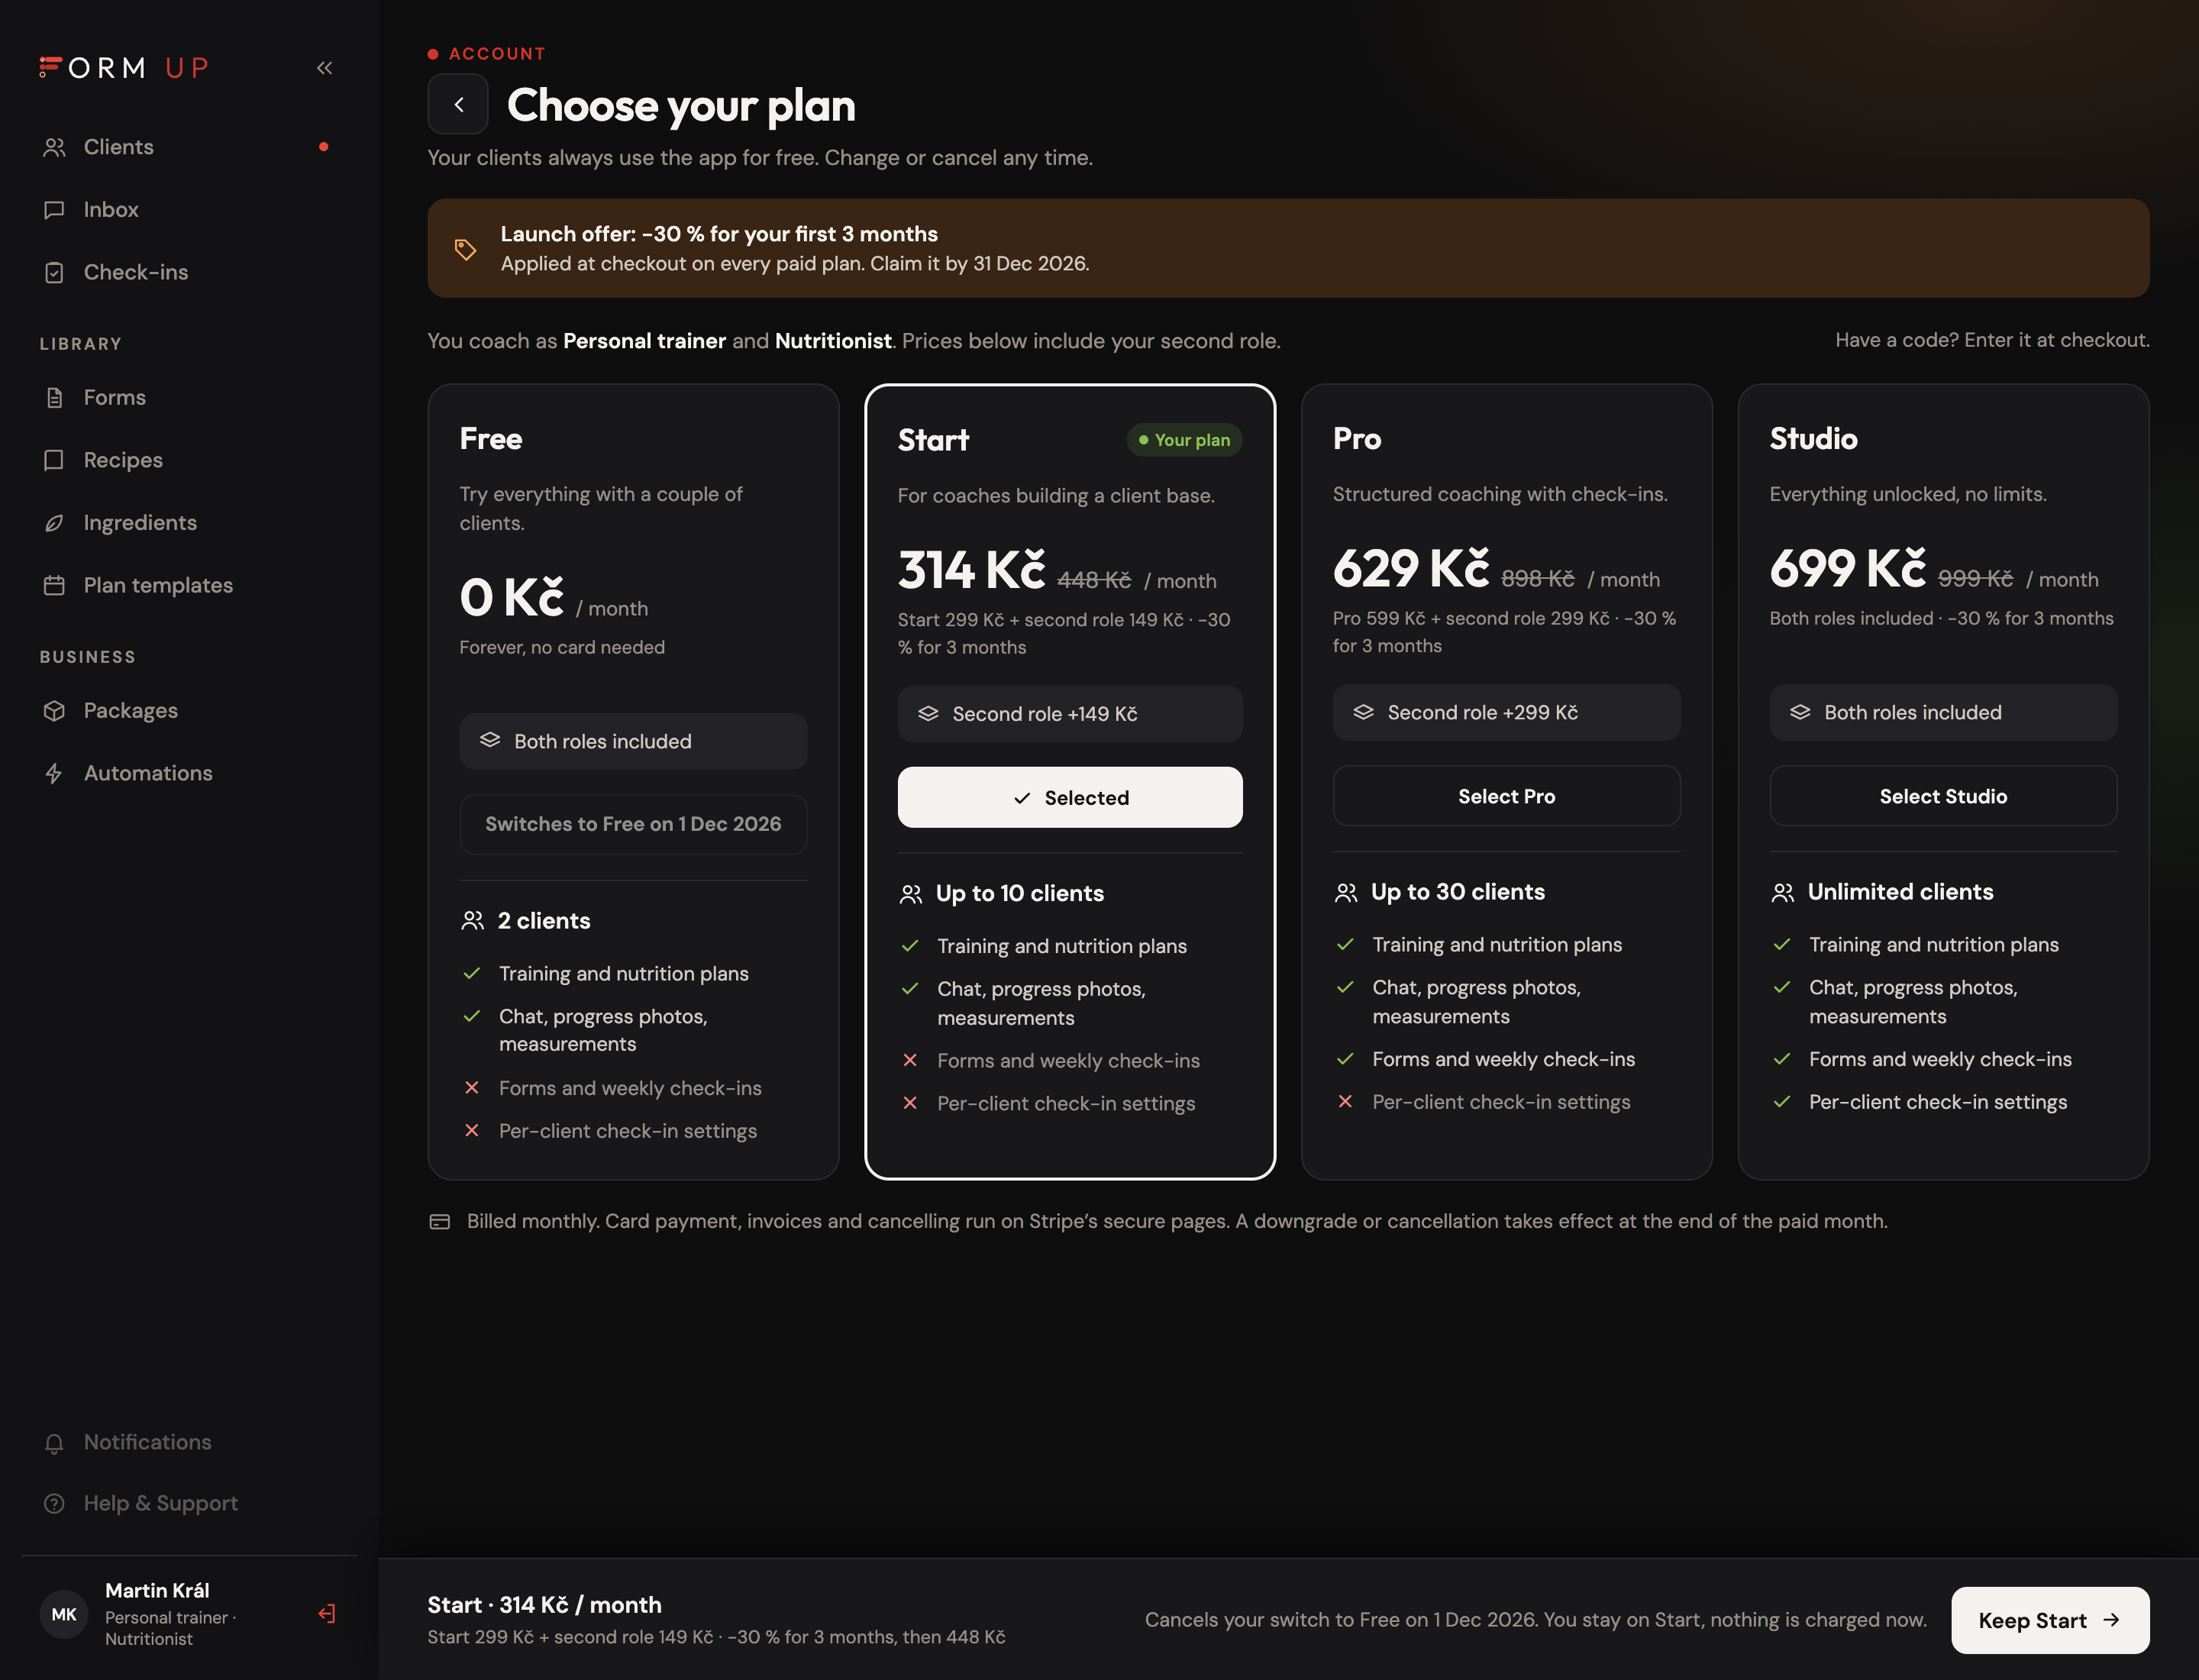 FORM UP
Clients
Inbox
Check-ins
LIBRARY
Forms
Recipes
Ingredients
Plan templates
BUSINESS
Packages
Automations
Notifications
Help & Support
MK
Martin Král
Personal trainer ·
Nutritionist
ACCOUNT
Choose your plan
Your clients always use the app for free. Change or cancel any time.
Launch offer: -30 % for your first 3 months
Applied at checkout on every paid plan. Claim it by 31 Dec 2026.
You coach as Personal trainer and Nutritionist. Prices below include your second role.
Have a code? Enter it at checkout.
Free
Try everything with a couple of
clients.
0 Kč / month
Forever, no card needed
Both roles included
Switches to Free on 1 Dec 2026
2 clients
Training and nutrition plans
Chat, progress photos,
measurements
Forms and weekly check-ins
Per-client check-in settings
Start
Your plan
For coaches building a client base.
314 Kč 448 Kč / month
Start 299 Kč + second role 149 Kč · -30
% for 3 months
Second role +149 Kč
Selected
Up to 10 clients
Training and nutrition plans
Chat, progress photos,
measurements
Forms and weekly check-ins
Per-client check-in settings
Pro
Structured coaching with check-ins.
629 Kč 898 Kč / month
Pro 599 Kč + second role 299 Kč · -30 %
for 3 months
Second role +299 Kč
Select Pro
Up to 30 clients
Training and nutrition plans
Chat, progress photos,
measurements
Forms and weekly check-ins
Per-client check-in settings
Studio
Everything unlocked, no limits.
699 Kč 999 Kč / month
Both roles included · -30 % for 3 months
Both roles included
Select Studio
Unlimited clients
Training and nutrition plans
Chat, progress photos,
measurements
Forms and weekly check-ins
Per-client check-in settings
Billed monthly. Card payment, invoices and cancelling run on Stripe's secure pages. A downgrade or cancellation takes effect at the end of the paid month.
Start · 314 Kč / month
Start 299 Kč + second role 149 Kč · -30 % for 3 months, then 448 Kč
Cancels your switch to Free on 1 Dec 2026. You stay on Start, nothing is charged now.
Keep Start